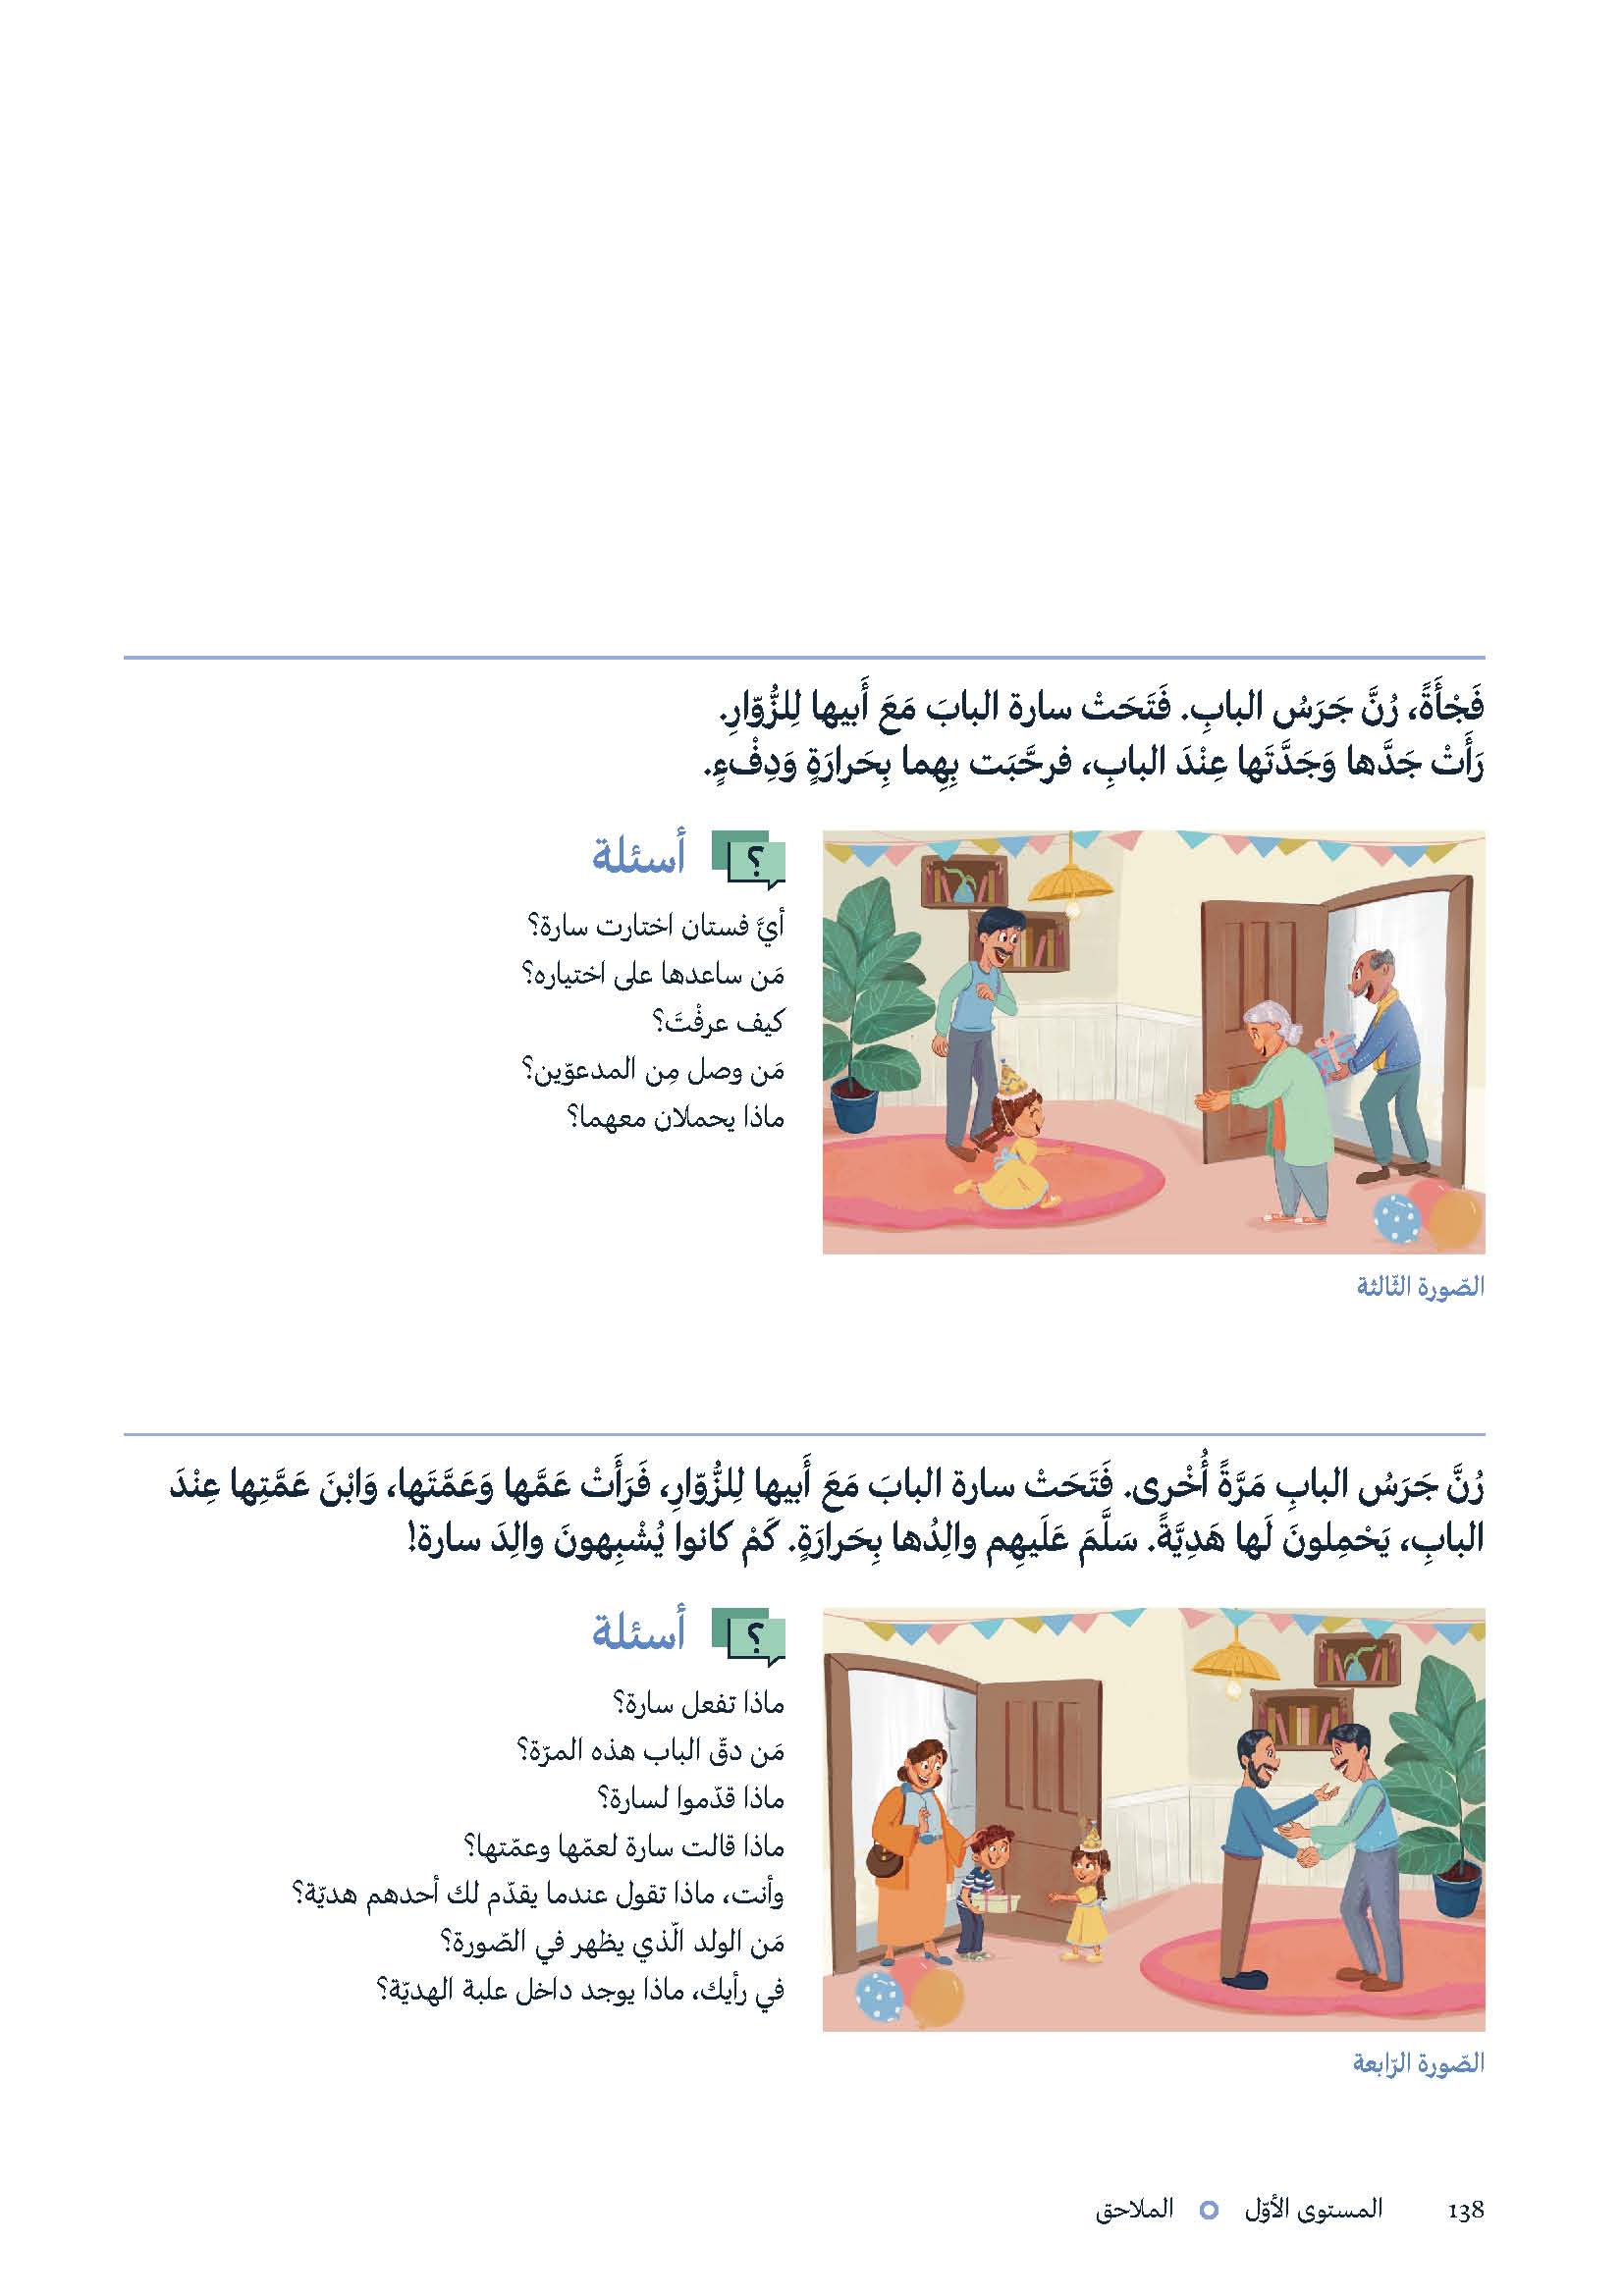 فَجْأَةً، رُنَّ جَرَسُ البابِ. فَتَحَتْ سارة البابَ مَعَ أَبيها لِلزُّوّارِ.
رَأَتْ جَدَّها وَجَدَّتَها عِنْدَ البابِ، فرحَّبَت بِهِما بِحَرارَةٍ وَدِفْءٍ.
؟ أسئلة
أيَّ فستان اختارت سارة؟
مَن ساعدها على اختياره؟
كيف عرفْتَ؟
مَن وصل مِن المدعوّين؟
ماذا يحملان معهما؟
الصّورة الثّالثة
رُنَّ جَرَسُ البابِ مَرَّةً أُخْرى. فَتَحَتْ سارة البابَ مَعَ أَبيها لِلزُّوّارِ، فَرَأَتْ عَمَّها وَعَمَّتَها، وَابْنَ عَمَّتِها عِنْدَ
البابِ، يَحْمِلونَ لَها هَدِيَّةً. سَلَّمَ عَلَيهِم والِدُها بِحَرارَةٍ. كَمْ كانوا يُشْبِهونَ والِدَ سارة!
؟ أسئلة
ماذا تفعل سارة؟
مَن دقّ الباب هذه المرّة؟
ماذا قدّموا لسارة؟
ماذا قالت سارة لعمّها وعمّتها؟
وأنت، ماذا تقول عندما يقدّم لك أحدهم هديّة؟
مَن الولد الّذي يظهر في الصّورة؟
في رأيك، ماذا يوجد داخل علبة الهديّة؟
الصّورة الرّابعة
138 المستوى الأوّل الملاحق